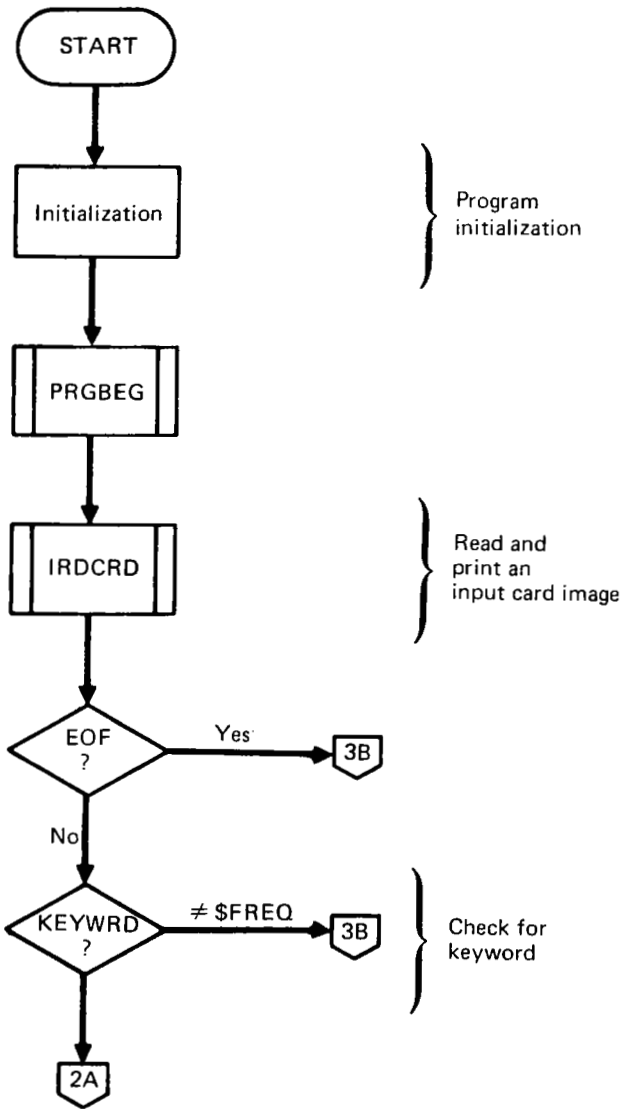 START
Initialization
Program
initialization
PRGBEG
IRDCRD
Read and
print an
input card image
EOF
?
Yes
3B
No
KEYWRD
?
≠ $FREQ
3B
Check for
keyword
2A